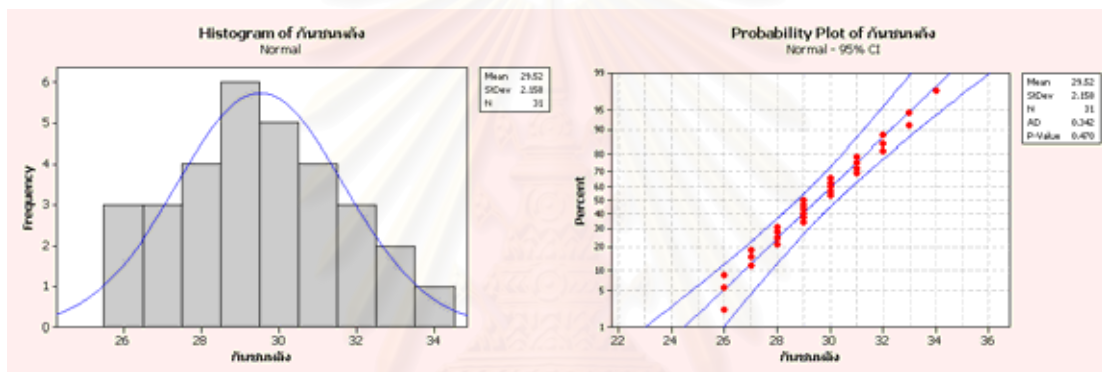 Histogram of กันชนหลัง
Normal
Mean 29.52
StDev 2.158
N 31
Frequency
6
5
4
3
2
1
0
26 28 30 32 34
กันชนหลัง
Probability Plot of กันชนหลัง
Normal - 95% CI
Mean 29.52
StDev 2.158
N 31
AD 0.342
P-Value 0.470
Percent
99
95
90
80
70
60
50
40
30
20
10
5
1
22 24 26 28 30 32 34 36
กันชนหลัง